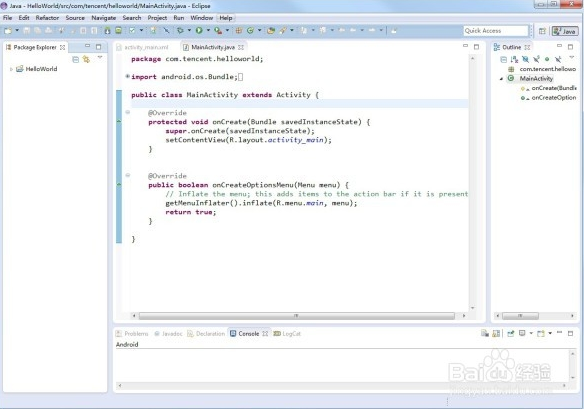 Java - HelloWorld/src/com/tencent/helloworld/MainActivity.java - Eclipse
File Edit Refactor Source Navigate Search Project Run Window Help
Quick Access
Java
Package Explorer
activity_main.xml
MainActivity.java
Outline
HelloWorld
package com.tencent.helloworld;
import android.os.Bundle;
public class MainActivity extends Activity {
@Override
protected void onCreate(Bundle savedInstanceState) {
super.onCreate(savedInstanceState);
setContentView(R.layout.activity_main);
}
@Override
public boolean onCreateOptionsMenu(Menu menu) {
// Inflate the menu; this adds items to the action bar if it is present
getMenuInflater().inflate(R.menu.main, menu);
return true;
}
}
com.tencent.hellowo
MainActivity
onCreate(Bundle
onCreateOption
Problems Javadoc Declaration Console LogCat
Android
Baidu经验